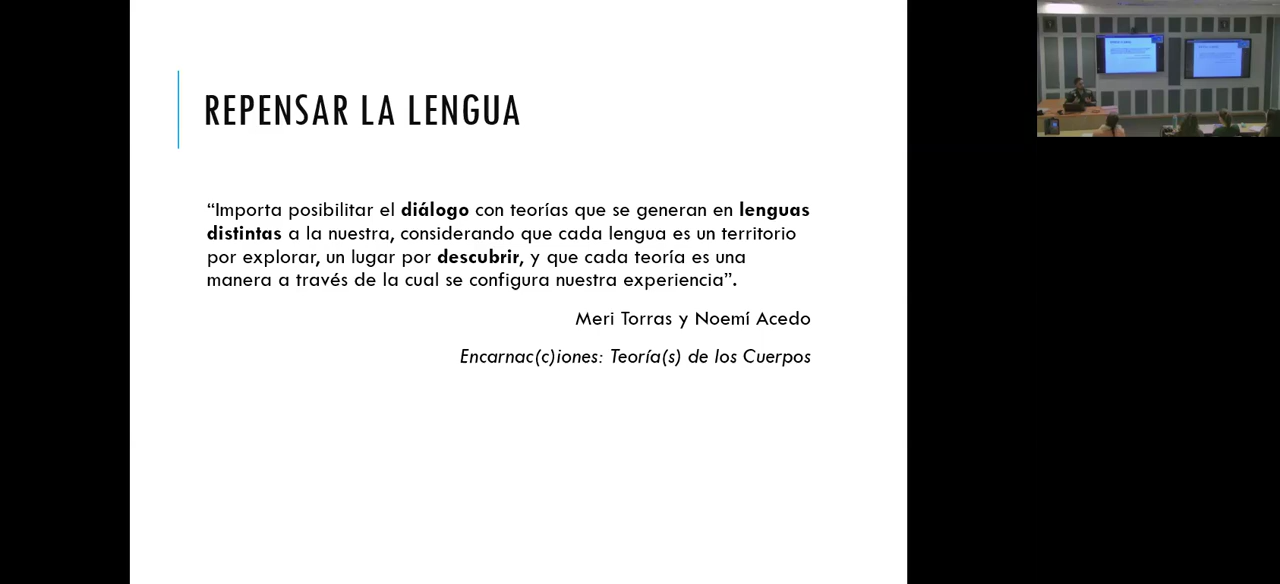 REPENSAR LA LENGUA
“Importa posibilitar el diálogo con teorías que se generan en lenguas
distintas a la nuestra, considerando que cada lengua es un territorio
por explorar, un lugar por descubrir, y que cada teoría es una
manera a través de la cual se configura nuestra experiencia”.
Meri Torras y Noemí Acedo
Encarnac(c)iones: Teoría(s) de los Cuerpos